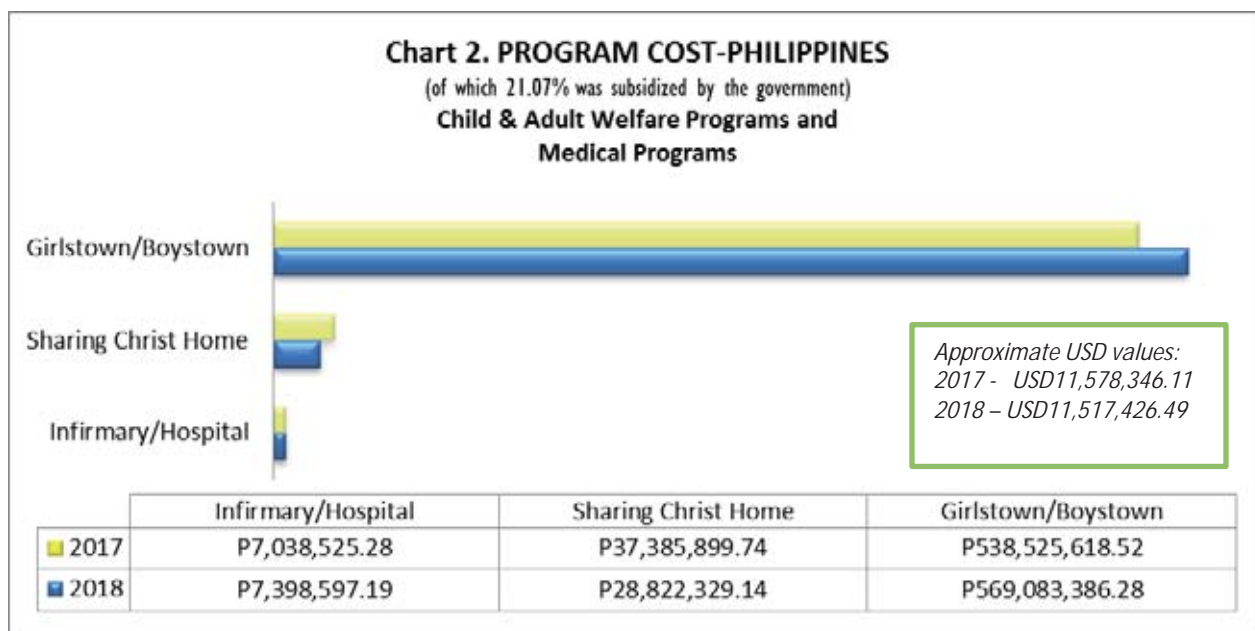 Chart 2. PROGRAM COST-PHILIPPINES
(of which 21.07% was subsidized by the government)
Child & Adult Welfare Programs and
Medical Programs
Girlstown/Boystown
Sharing Christ Home
Infirmary/Hospital
Approximate USD values:
2017 - USD11,578,346.11
2018 – USD11,517,426.49
Infirmary/Hospital Sharing Christ Home Girlstown/Boystown
2017 P7,038,525.28 P37,385,899.74 P538,525,618.52
2018 P7,398,597.19 P28,822,329.14 P569,083,386.28